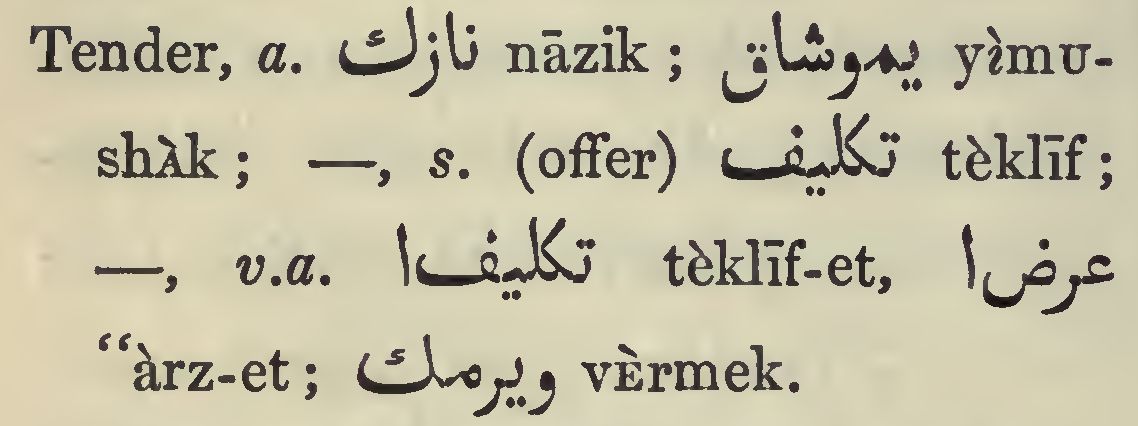 Tender, a. نازك nāzik ; يموشاق yìmu-
shÀk ; —, s. (offer) تكليف tèklīf ;
—, v.a. تكليف ا tèklīf-et, عرض ا
“àrz-et ; ويرمك vÈrmek.